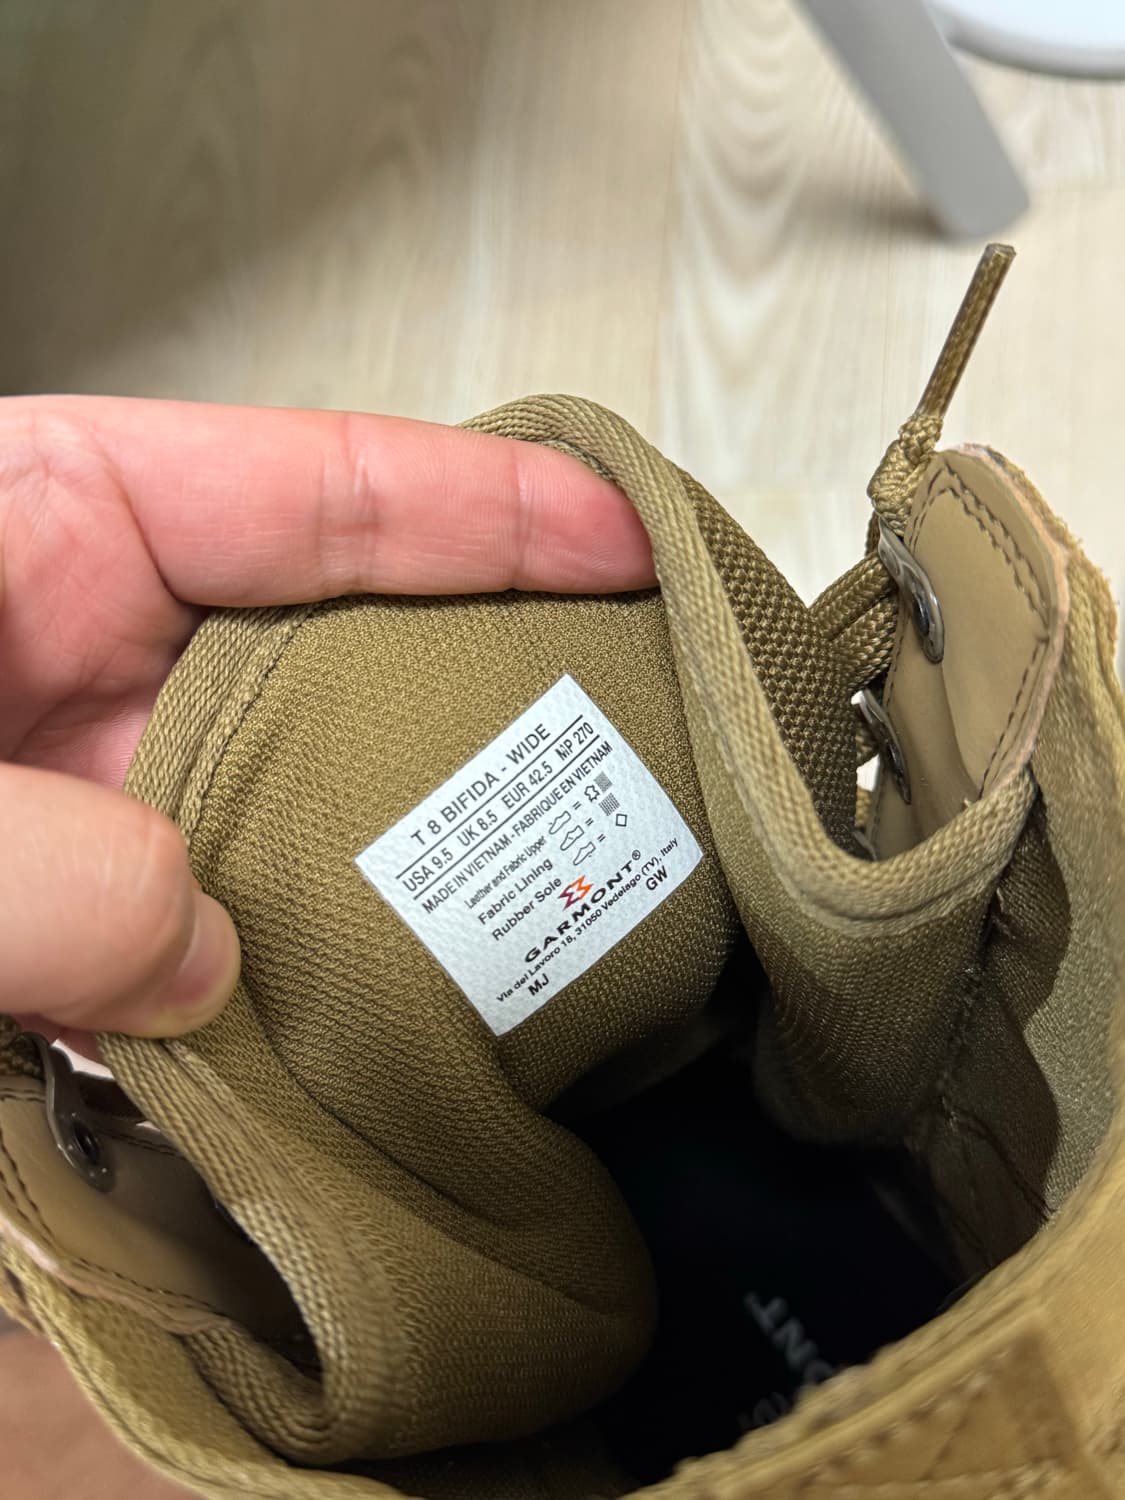 T 8 BIFIDA - WIDE
USA 9.5 UK 8.5 EUR 42.5 MP 270
MADE IN VIETNAM - FABRIQUE EN VIETNAM
Leather and Fabric Upper =
Fabric Lining =
Rubber Sole =
GARMONT®
Via del Lavoro 18, 31050 Vedelago (TV), Italy
MJ GW